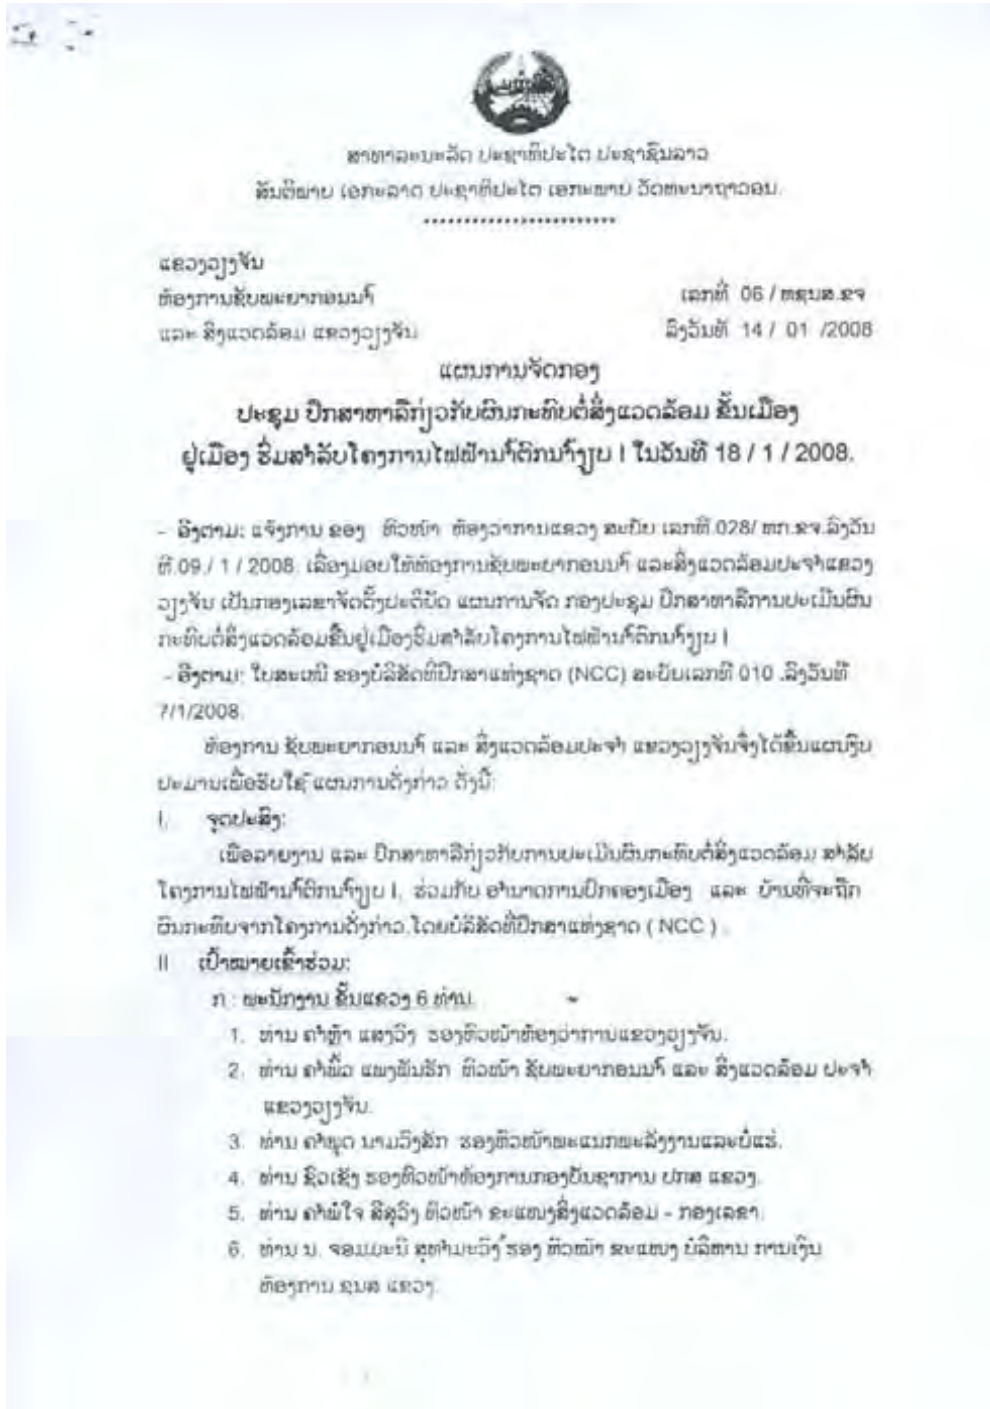 ສາທາລະນະລັດ ປະຊາທິປະໄຕ ປະຊາຊົນລາວ
ສັນຕິພາບ ເອກະລາດ ປະຊາທິປະໄຕ ເອກະພາບ ວັດທະນາຖາວອນ.
************************
ແຂວງວຽງຈັນ
ຫ້ອງການຊັບພະຍາກອນນ້ຳ
ເລກທີ່ 06 / ຫຊນສ.ຂຈ
ແລະ ສິ່ງແວດລ້ອມ ແຂວງວຽງຈັນ
ລົງວັນທີ 14 / 01 /2008
ແຜນການຈັດກອງ
ປະຊຸມ ປຶກສາຫາລືກ່ຽວກັບຜົນກະທົບຕໍ່ສິ່ງແວດລ້ອມ ຂັ້ນເມືອງ
ຢູ່ເມືອງ ຮົ່ມສຳລັບໂຄງການໄຟຟ້ານ້ຳຕົກນ້ຳງຽບ I ໃນວັນທີ 18 / 1 / 2008.
- ອີງຕາມ: ແຈ້ງການ ຂອງ ຫົວໜ້າ ຫ້ອງວ່າການແຂວງ ສະບັບ ເລກທີ.028/ ຫກ.ຂຈ.ລົງວັນ
ທີ.09 / 1 / 2008. ເລື່ອງມອບໃຫ້ຫ້ອງການຊັບພະຍາກອນນ້ຳ ແລະສິ່ງແວດລ້ອມປະຈຳແຂວງ
ວຽງຈັນ ເປັນກອງເລຂາຈັດຕັ້ງປະຕິບັດ ແຜນການຈັດ ກອງປະຊຸມ ປຶກສາຫາລືການປະເມີນຜົນ
ກະທົບຕໍ່ສິ່ງແວດລ້ອມຂື້ນຢູ່ເມືອງຮົ່ມສຳລັບໂຄງການໄຟຟ້ານ້ຳຕົກນ້ຳງຽບ I
- ອີງຕາມ: ໃບສະເໜີ ຂອງບໍລິສັດທີ່ປຶກສາແຫ່ງຊາດ (NCC) ສະບັບເລກທີ 010 .ລົງວັນທີ
7/1/2008.
ຫ້ອງການ ຊັບພະຍາກອນນ້ຳ ແລະ ສິ່ງແວດລ້ອມປະຈຳ ແຂວງວຽງຈັນຈຶ່ງໄດ້ຂື້ນແຜນງົບ
ປະມານເພື່ອຮັບໃຊ້ ແຜນການດັ່ງກ່າວ ດັ່ງນີ້:
I. ຈຸດປະສົງ:
ເພື່ອລາຍງານ ແລະ ປຶກສາຫາລືກ່ຽວກັບການປະເມີນຜົນກະທົບຕໍ່ສິ່ງແວດລ້ອມ ສຳລັບ
ໂຄງການໄຟຟ້ານ້ຳຕົກນ້ຳງຽບ I, ຮ່ວມກັບ ອຳນາດການປົກຄອງເມືອງ ແລະ ບ້ານທີ່ຈະຖືກ
ຜົນກະທົບຈາກໂຄງການດັ່ງກ່າວ.ໂດຍບໍລິສັດທີ່ປຶກສາແຫ່ງຊາດ ( NCC ) .
II ເປົ້າໝາຍເຂົ້າຮ່ວມ:
ກ : ພະນັກງານ ຂັ້ນແຂວງ 6 ທ່ານ.
1. ທ່ານ ຄຳຫຼ້າ ແສງວົງ ຮອງຫົວໜ້າຫ້ອງວ່າການແຂວງວຽງຈັນ.
2. ທ່ານ ຄຳພິວ ແພງພັນຮັກ ຫົວໜ້າ ຊັບພະຍາກອນນ້ຳ ແລະ ສິ່ງແວດລ້ອມ ປະຈຳ
ແຂວງວຽງຈັນ.
3. ທ່ານ ຄຳພຸດ ນາມວົງສັກ ຮອງຫົວໜ້າພະແນກພະລັງງານແລະບໍ່ແຮ່.
4. ທ່ານ ຊົວເຊັງ ຮອງຫົວໜ້າຫ້ອງການກອງບັນຊາການ ປກສ ແຂວງ.
5. ທ່ານ ຄຳພໍໃຈ ສີສຸວົງ ຫົວໜ້າ ຂະແໜງສິ່ງແວດລ້ອມ - ກອງເລຂາ.
6. ທ່ານ ນ. ຈອມມະນີ ສຸທຳມະວົງ ຮອງ ຫົວໜ້າ ຂະແໜງ ບໍລິຫານ ການເງິນ
ຫ້ອງການ ຊນສ ແຂວງ.